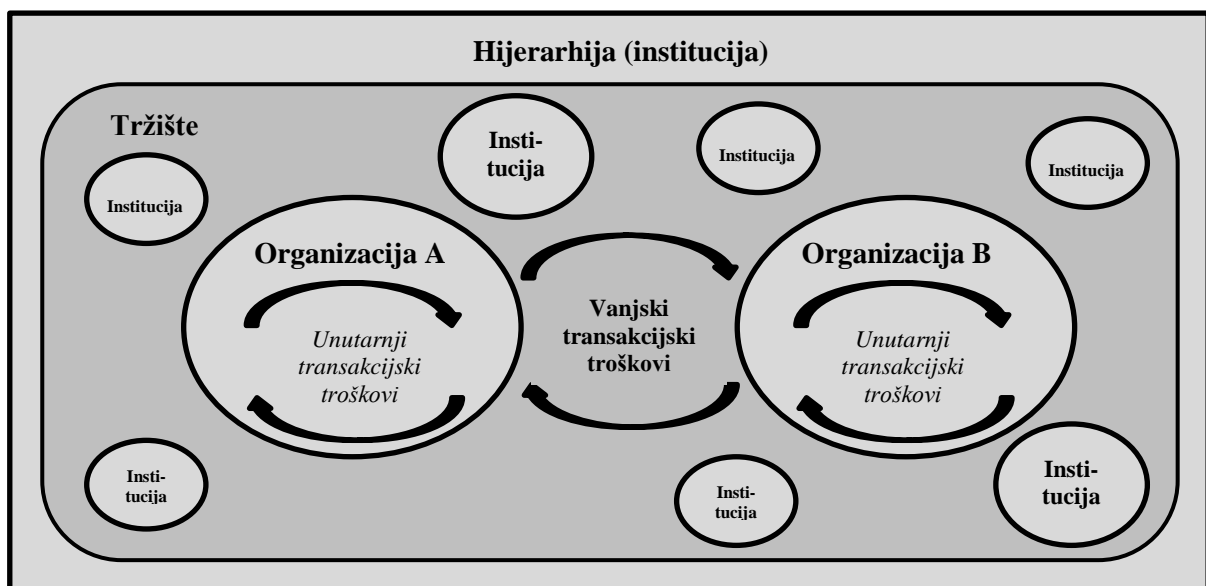 Hijerarhija (institucija)
Tržište
Insti-
tucija
Institucija
Institucija
Institucija
Organizacija A
Unutarnji
transakcijski
troškovi
Vanjski
transakcijski
troškovi
Organizacija B
Unutarnji
transakcijski
troškovi
Insti-
tucija
Insti-
tucija
Insti-
tucija